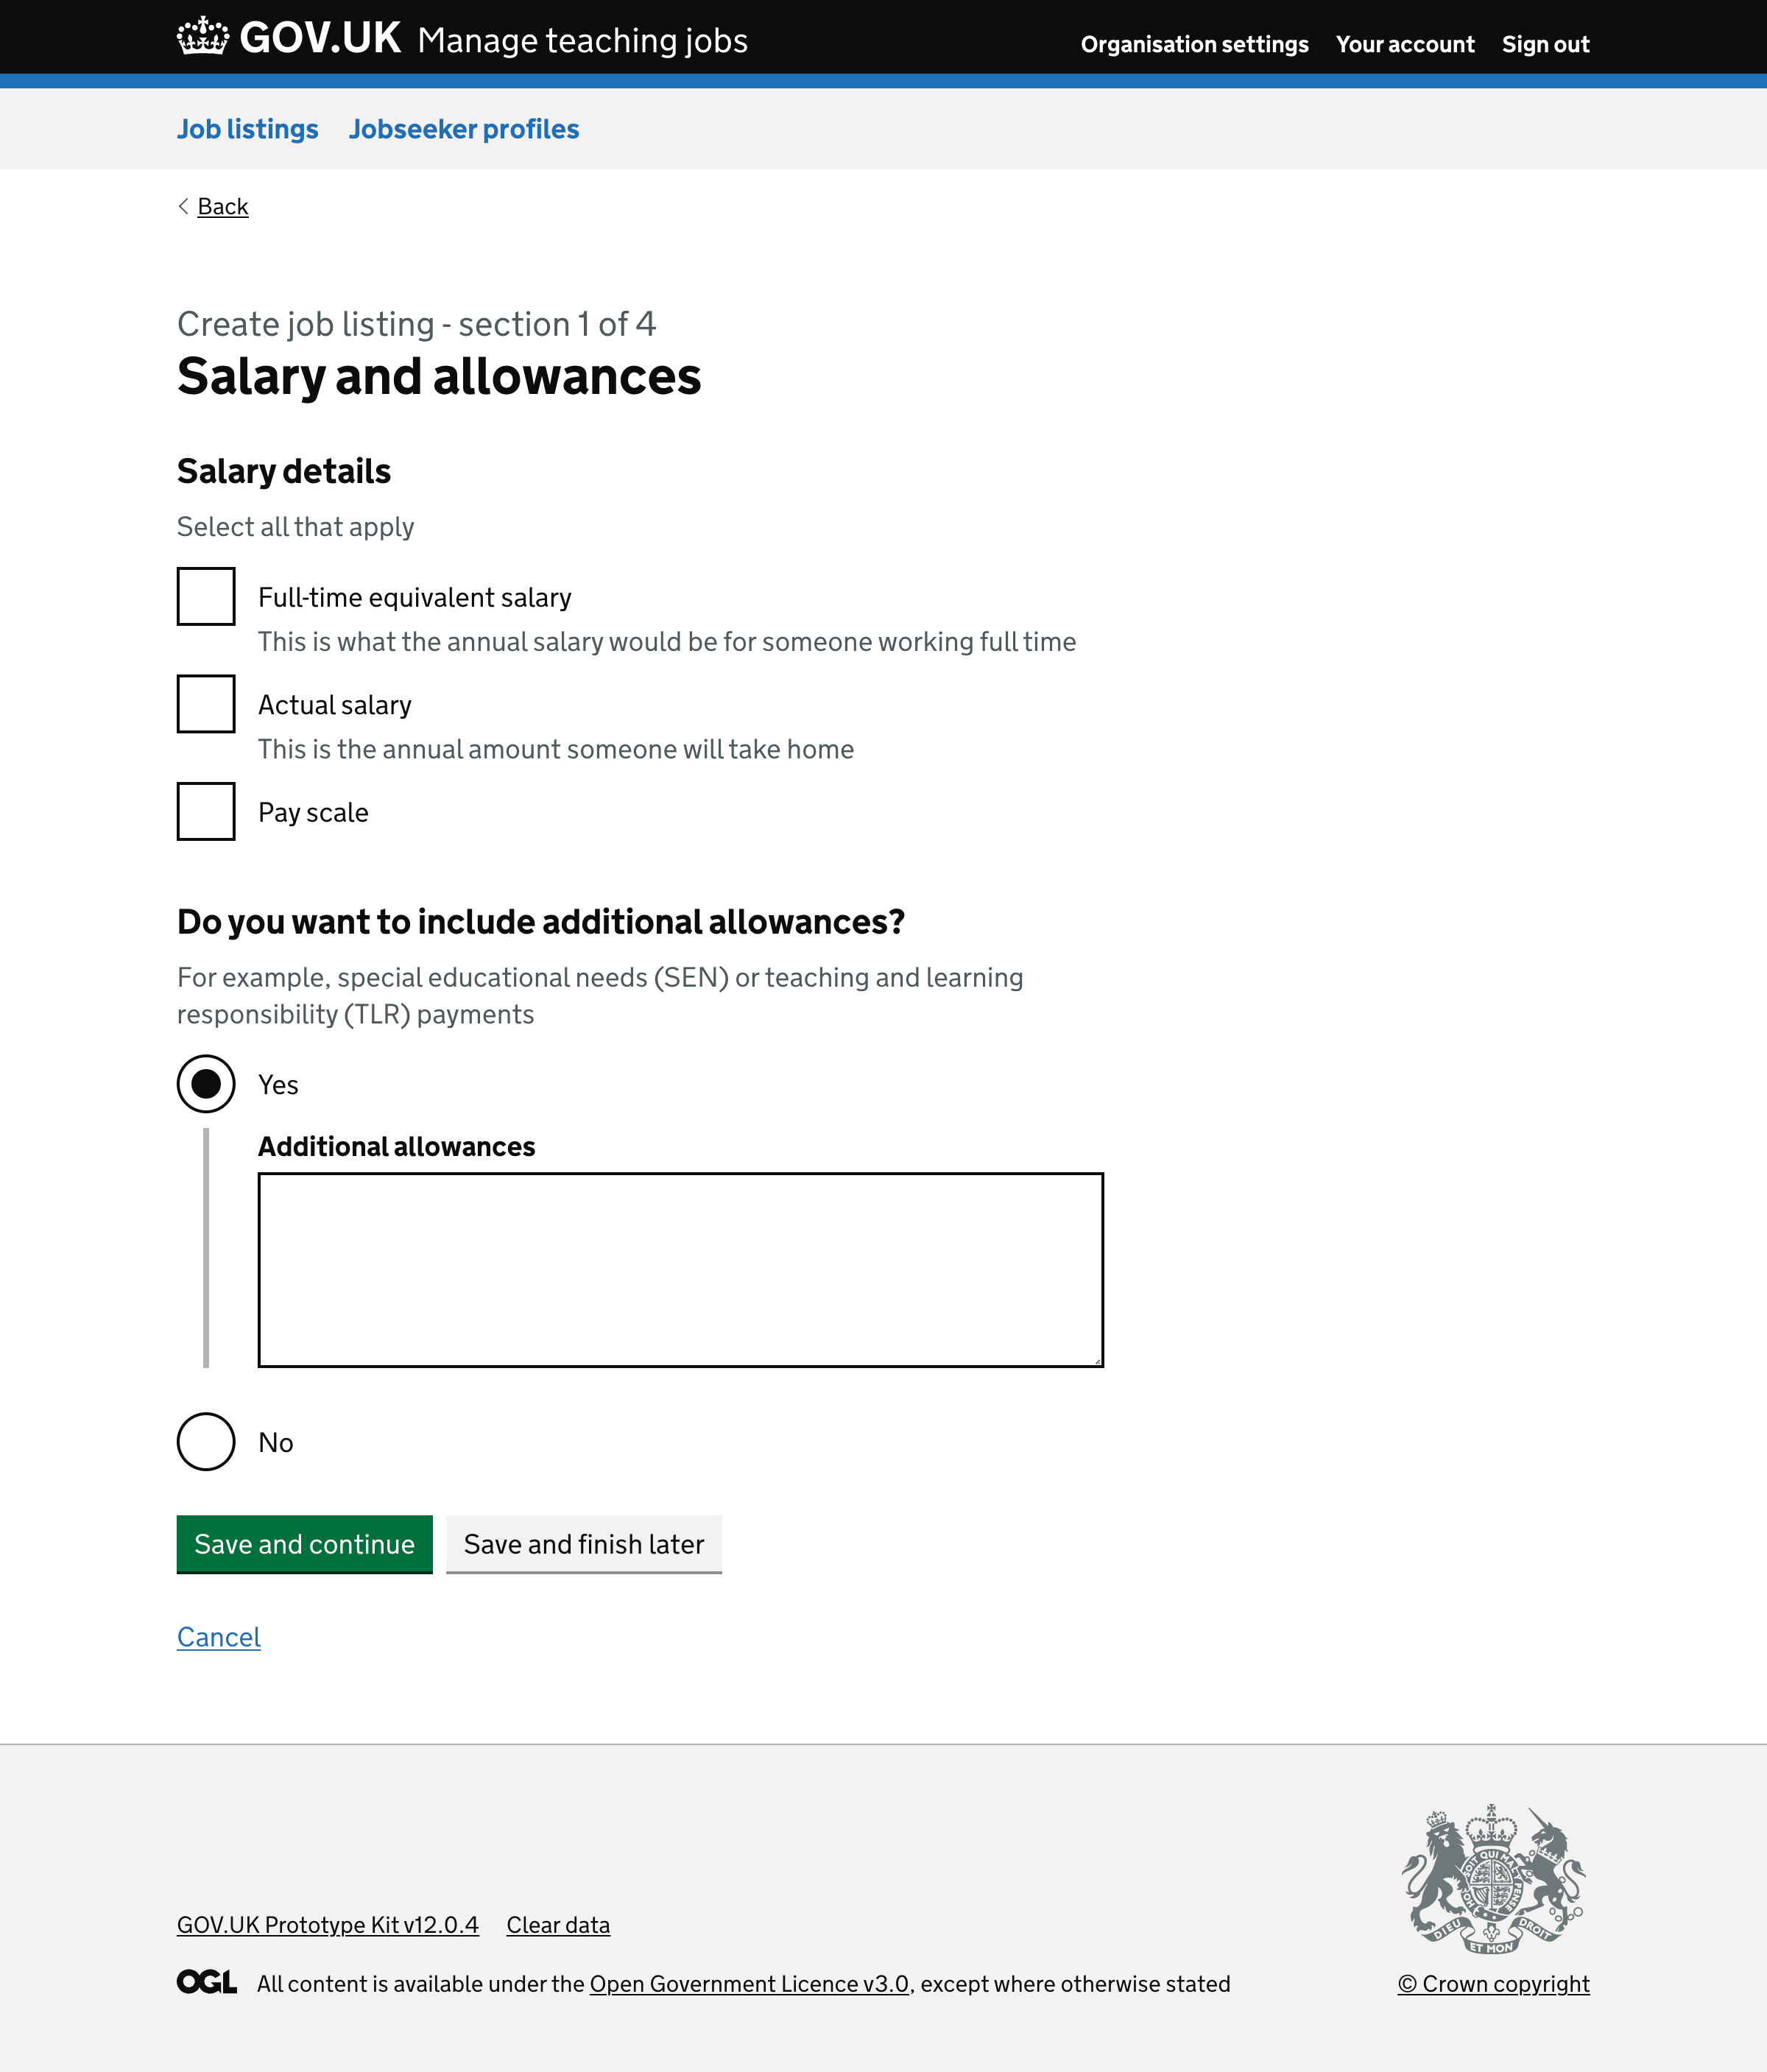 GOV.UK Manage teaching jobs
Organisation settings Your account Sign out
Job listings Jobseeker profiles
Back
Create job listing - section 1 of 4
Salary and allowances
Salary details
Select all that apply
Full-time equivalent salary
This is what the annual salary would be for someone working full time
Actual salary
This is the annual amount someone will take home
Pay scale
Do you want to include additional allowances?
For example, special educational needs (SEN) or teaching and learning
responsibility (TLR) payments
Yes
Additional allowances
No
Save and continue Save and finish later
Cancel
GOV.UK Prototype Kit v12.0.4 Clear data
DIEU ET MON DROIT
OGL All content is available under the Open Government Licence v3.0, except where otherwise stated
© Crown copyright